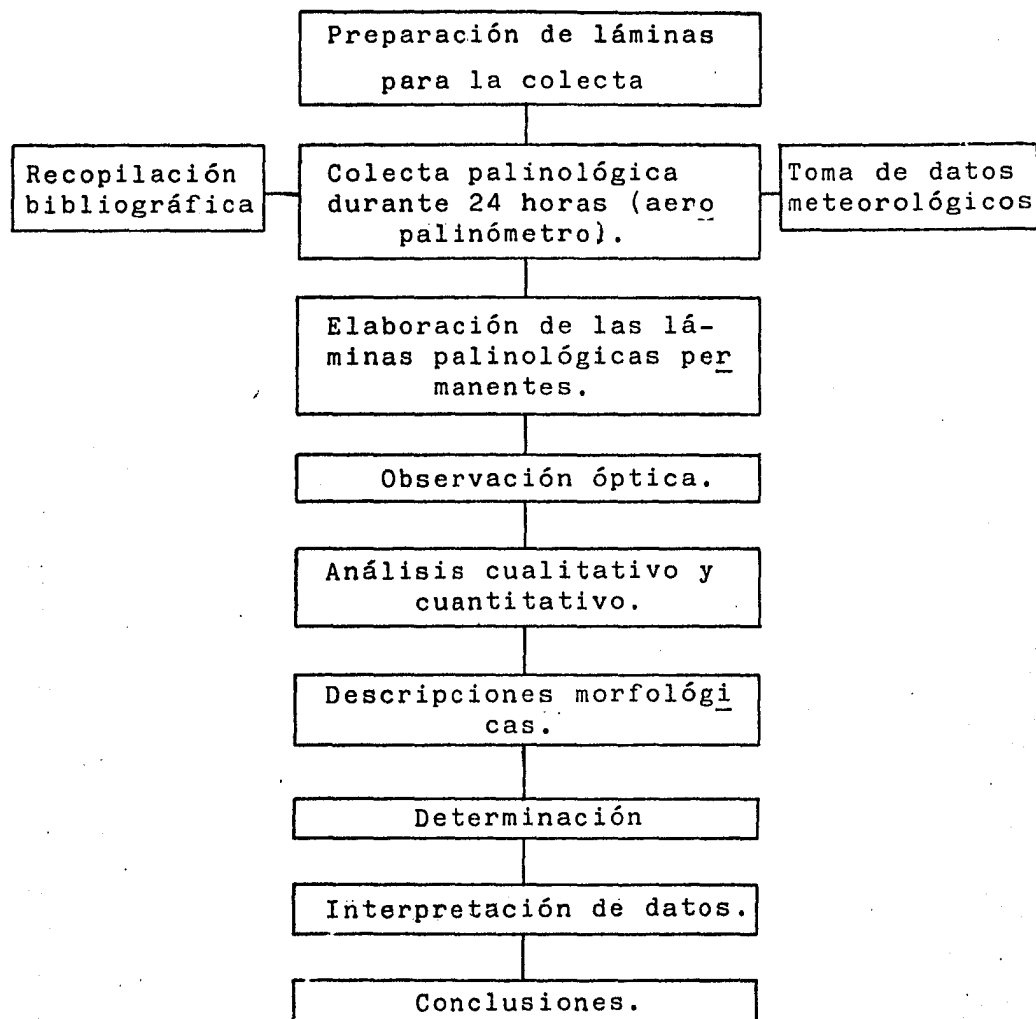 Preparación de láminas
para la colecta
Recopilación
bibliográfica
Colecta palinológica
durante 24 horas (aero
palinómetro).
Toma de datos
meteorológicos
Elaboración de las lá-
minas palinológicas per
manentes.
Observación óptica.
Análisis cualitativo y
cuantitativo.
Descripciones morfológi
cas.
Determinación
Interpretación de datos.
Conclusiones.